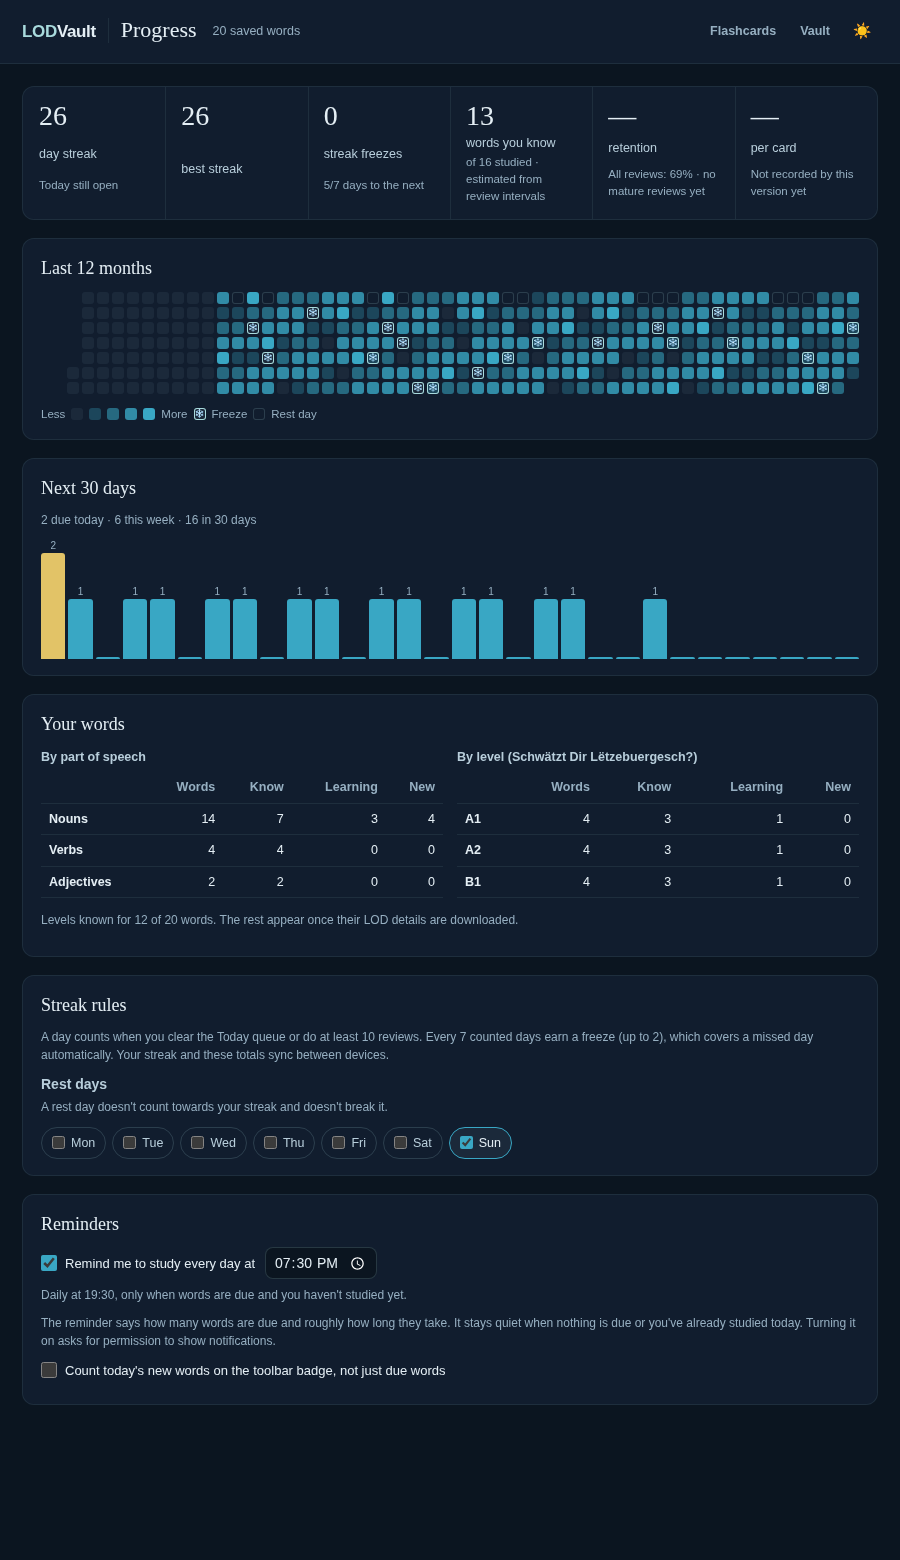 LODVault Progress 20 saved words Flashcards Vault
26
day streak
Today still open
26
best streak
0
streak freezes
5/7 days to the next
13
words you know
of 16 studied ·
estimated from
review intervals
—
retention
All reviews: 69% · no
mature reviews yet
—
per card
Not recorded by this
version yet
Last 12 months
Less More Freeze Rest day
Next 30 days
2 due today · 6 this week · 16 in 30 days
2
1 1 1 1 1 1 1 1 1 1 1 1 1 1
Your words
By part of speech
Words Know Learning New
Nouns 14 7 3 4
Verbs 4 4 0 0
Adjectives 2 2 0 0
By level (Schwätzt Dir Lëtzebuergesch?)
Words Know Learning New
A1 4 3 1 0
A2 4 3 1 0
B1 4 3 1 0
Levels known for 12 of 20 words. The rest appear once their LOD details are downloaded.
Streak rules
A day counts when you clear the Today queue or do at least 10 reviews. Every 7 counted days earn a freeze (up to 2), which covers a missed day
automatically. Your streak and these totals sync between devices.
Rest days
A rest day doesn't count towards your streak and doesn't break it.
Mon Tue Wed Thu Fri Sat Sun
Reminders
Remind me to study every day at 07:30 PM
Daily at 19:30, only when words are due and you haven't studied yet.
The reminder says how many words are due and roughly how long they take. It stays quiet when nothing is due or you've already studied today. Turning it
on asks for permission to show notifications.
Count today's new words on the toolbar badge, not just due words